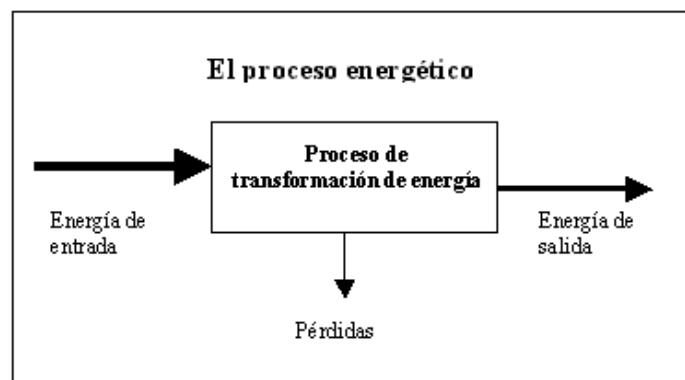 El proceso energético
Proceso de
transformación de energía
Energía de
entrada
Energía de
salida
Pérdidas